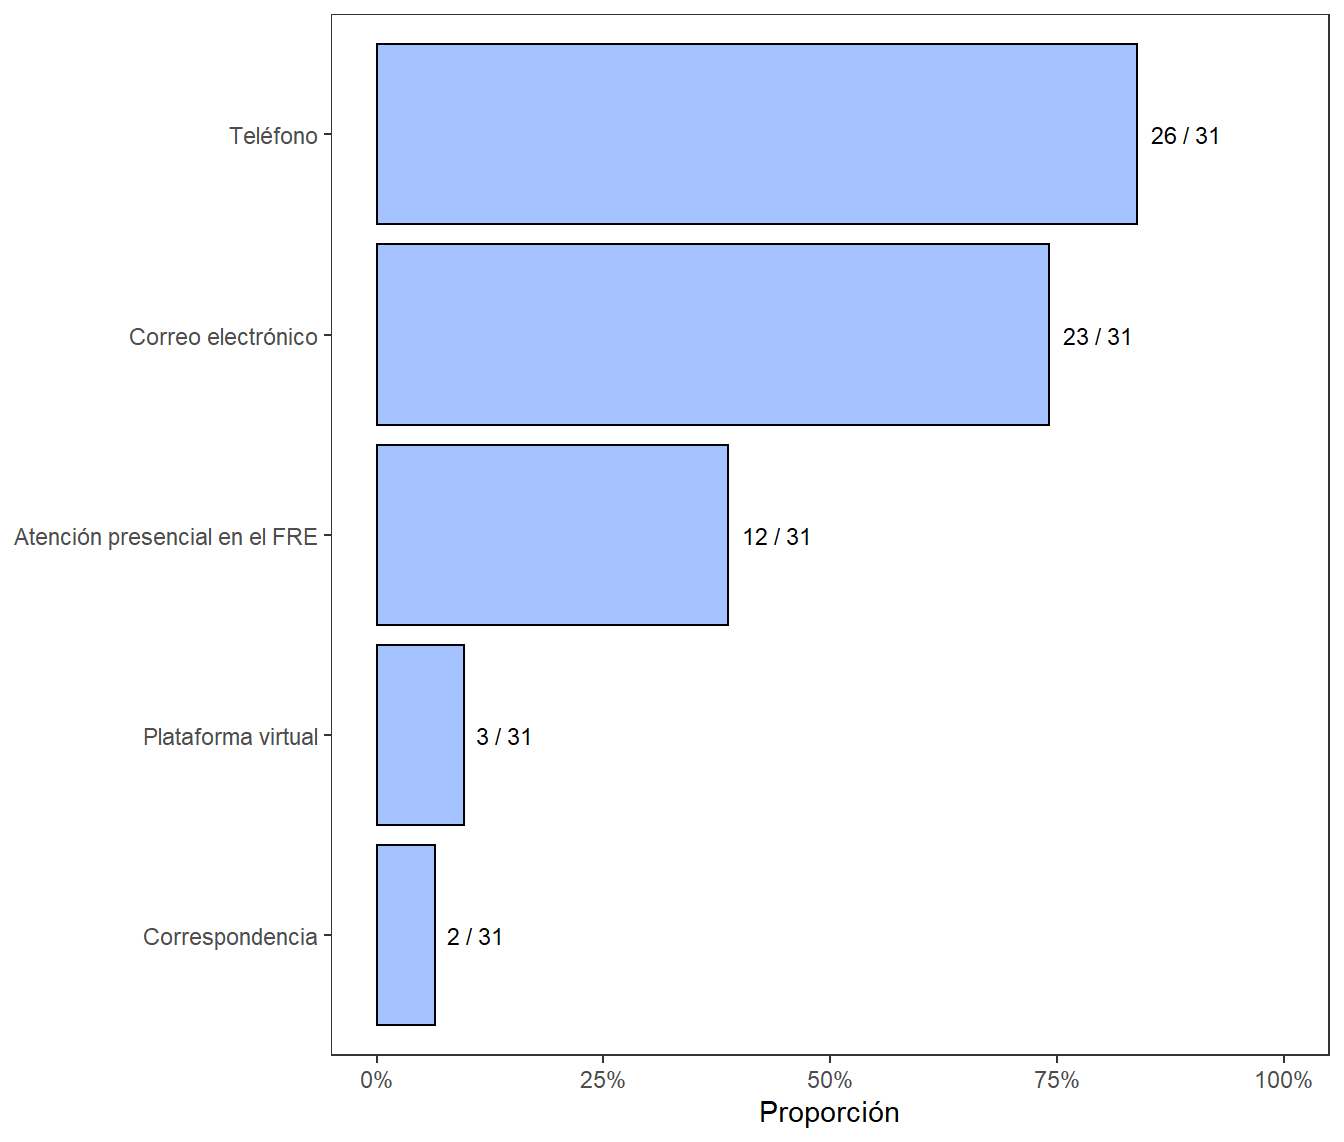 Teléfono
26 / 31
Correo electrónico
23 / 31
Atención presencial en el FRE
12 / 31
Plataforma virtual
3 / 31
Correspondencia
2 / 31
0% 25% 50% 75% 100%
Proporción